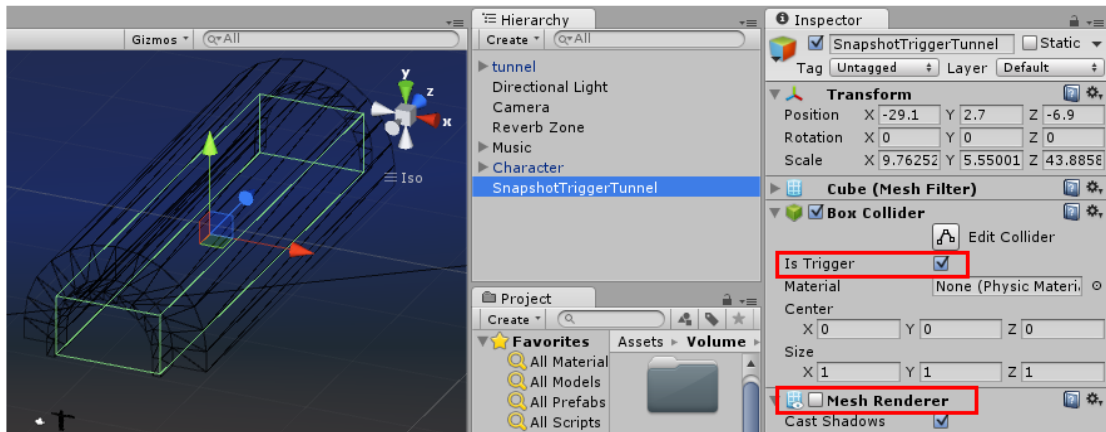 Gizmos All
y
z
x
Iso
Hierarchy
Create All
tunnel
Directional Light
Camera
Reverb Zone
Music
Character
SnapshotTriggerTunnel
Project
Create
Favorites
All Material
All Models
All Prefabs
All Scripts
Assets Volume
Inspector
SnapshotTriggerTunnel Static
Tag Untagged Layer Default
Transform
Position X -29.1 Y 2.7 Z -6.9
Rotation X 0 Y 0 Z 0
Scale X 9.76252 Y 5.55001 Z 43.8858
Cube (Mesh Filter)
Box Collider
Edit Collider
Is Trigger
Material None (Physic Materi
Center
X 0 Y 0 Z 0
Size
X 1 Y 1 Z 1
Mesh Renderer
Cast Shadows